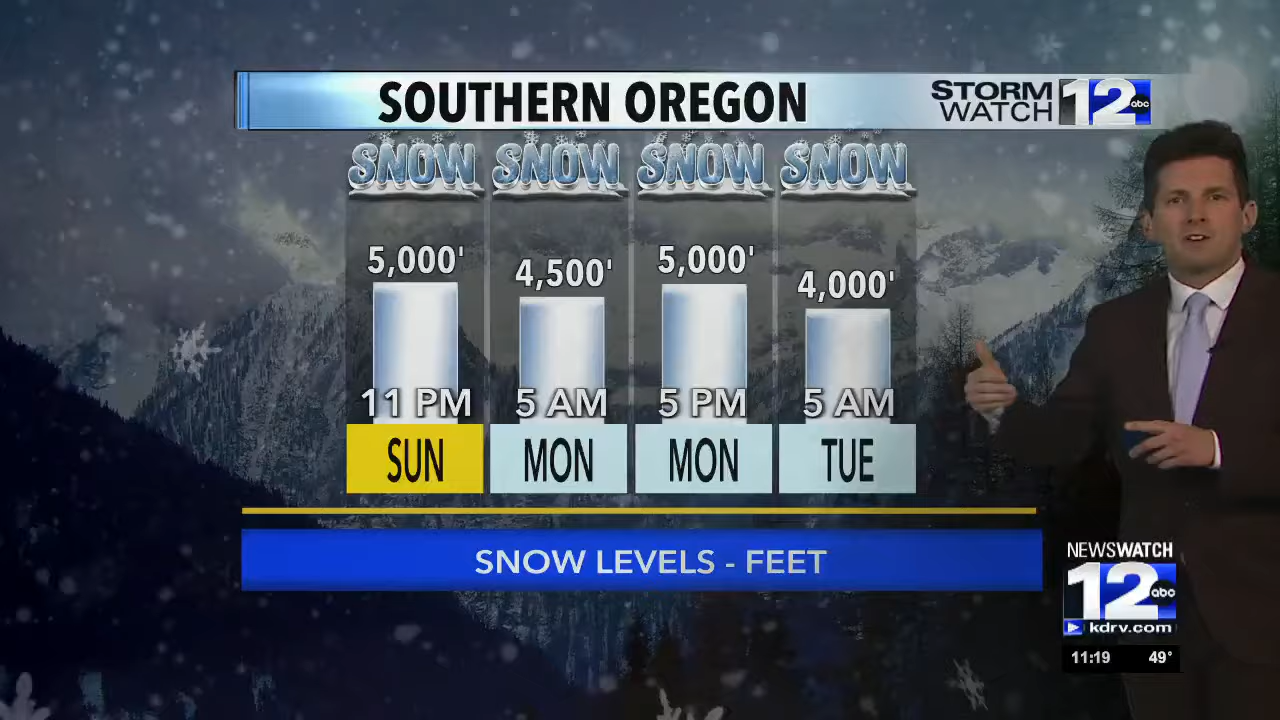 SOUTHERN OREGON
STORM
WATCH 12 abc
SNOW SNOW SNOW SNOW
5,000' 4,500' 5,000' 4,000'
11 PM 5 AM 5 PM 5 AM
SUN MON MON TUE
SNOW LEVELS - FEET
NEWSWATCH
12 abc
kdrv.com
11:19 49°